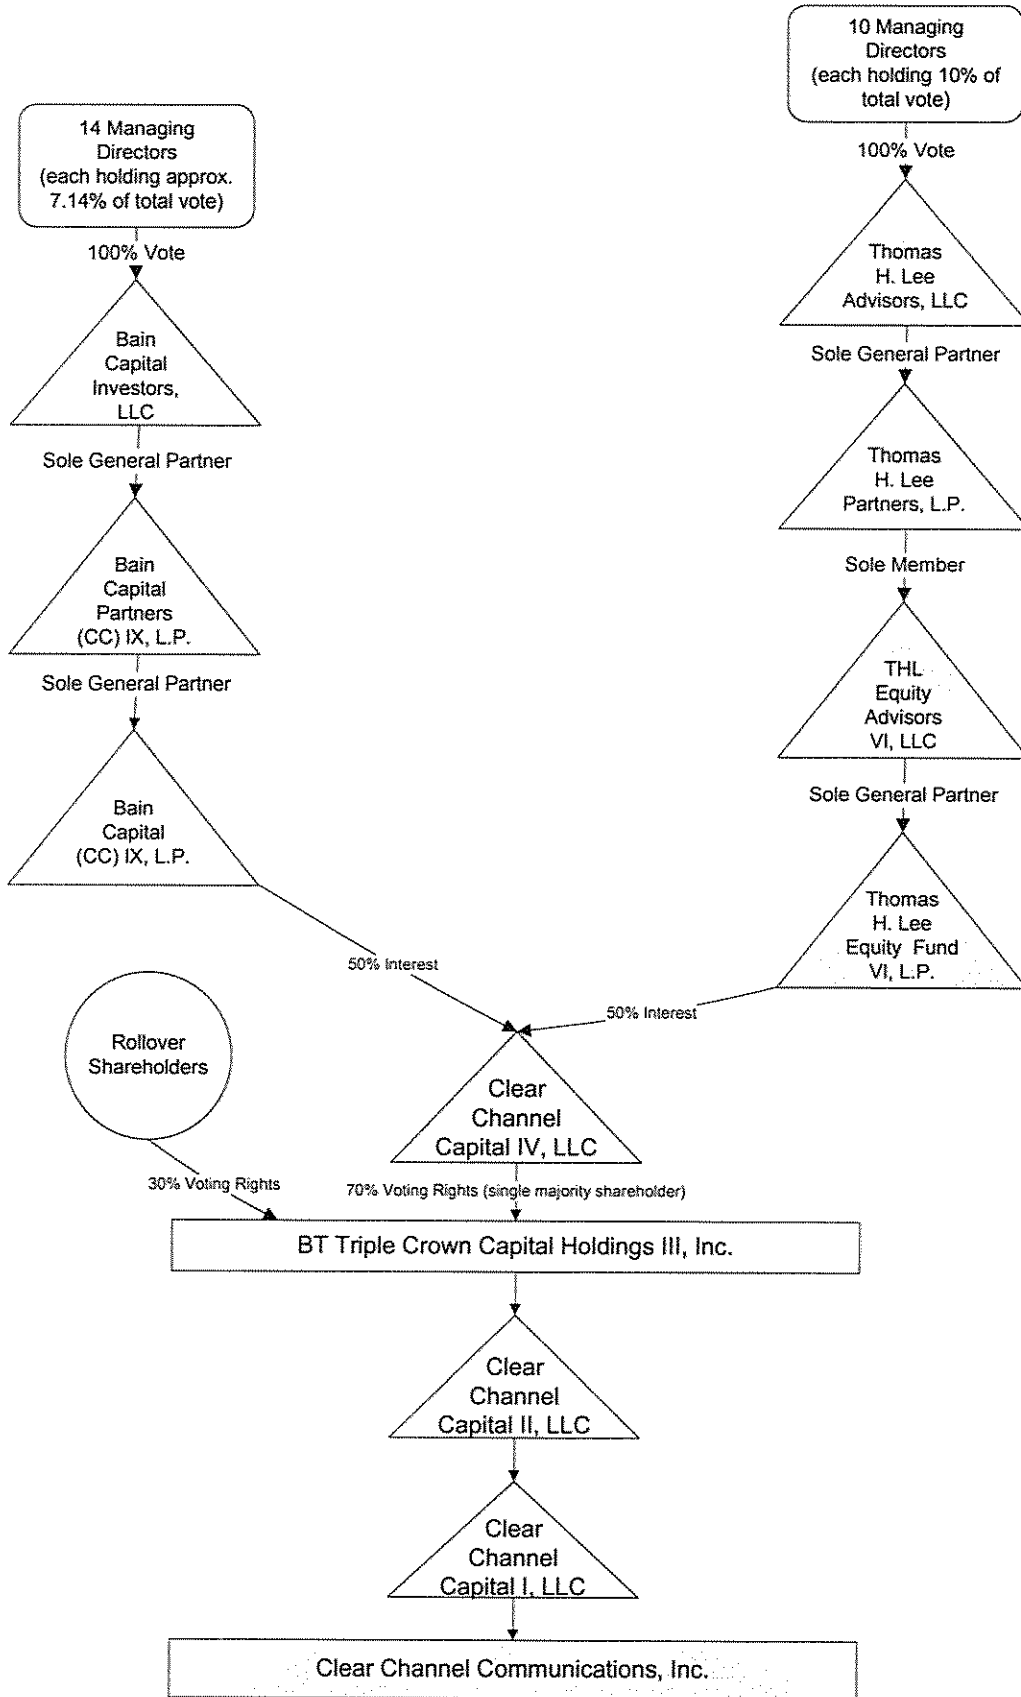 10 Managing
Directors
(each holding 10% of
total vote)
14 Managing
Directors
(each holding approx.
7.14% of total vote)
100% Vote
100% Vote
Thomas
H. Lee
Advisors, LLC
Bain
Capital
Investors,
LLC
Sole General Partner
Sole General Partner
Thomas
H. Lee
Partners, L.P.
Bain
Capital
Partners
(CC) IX, L.P.
Sole Member
Sole General Partner
THL
Equity
Advisors
VI, LLC
Bain
Capital
(CC) IX, L.P.
Sole General Partner
Thomas
H. Lee
Equity Fund
VI, L.P.
50% Interest
50% Interest
Rollover
Shareholders
Clear
Channel
Capital IV, LLC
30% Voting Rights
70% Voting Rights (single majority shareholder)
BT Triple Crown Capital Holdings III, Inc.
Clear
Channel
Capital II, LLC
Clear
Channel
Capital I, LLC
Clear Channel Communications, Inc.